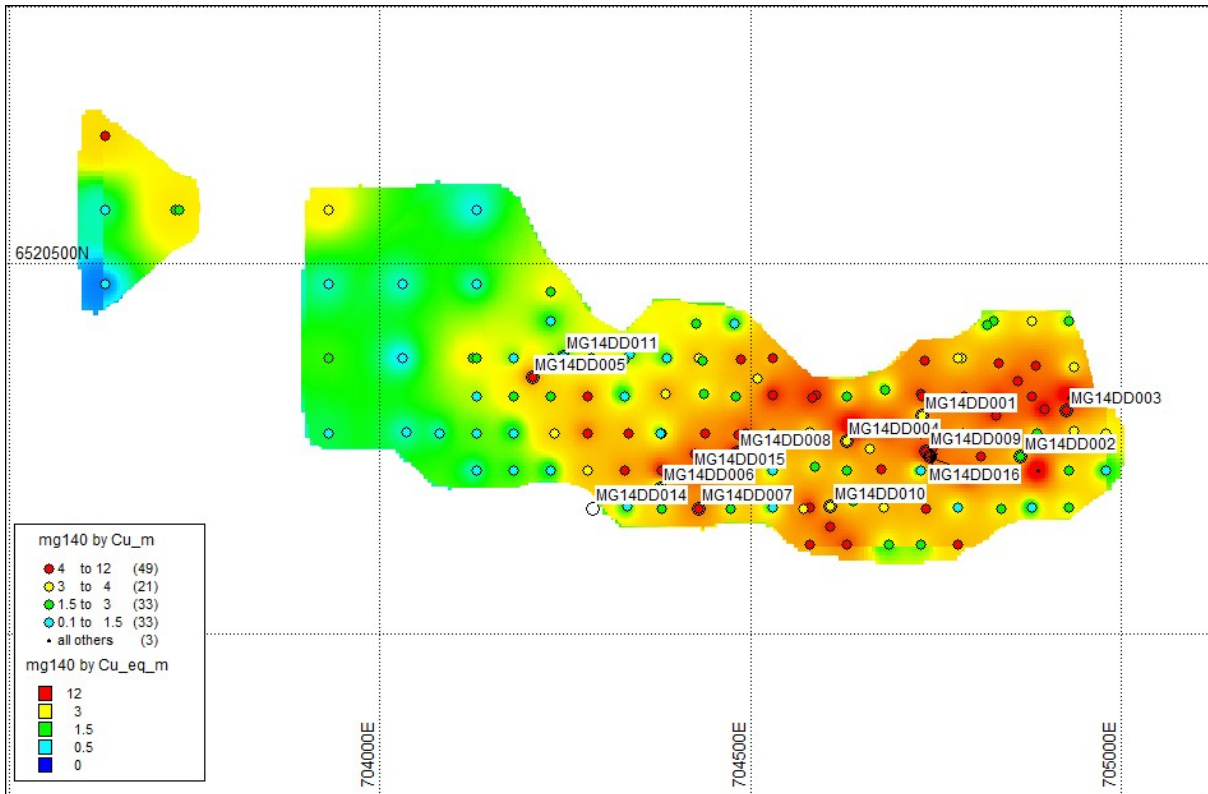 6520500N
MG14DD011
MG14DD005
MG14DD003
MG14DD001
MG14DD004
MG14DD008
MG14DD009
MG14DD002
MG14DD015
MG14DD006
MG14DD016
MG14DD014
MG14DD007
MG14DD010
mg140 by Cu_m
4 to 12 (49)
3 to 4 (21)
1.5 to 3 (33)
0.1 to 1.5 (33)
all others (3)
mg140 by Cu_eq_m
12
3
1.5
0.5
0
704000E
704500E
705000E